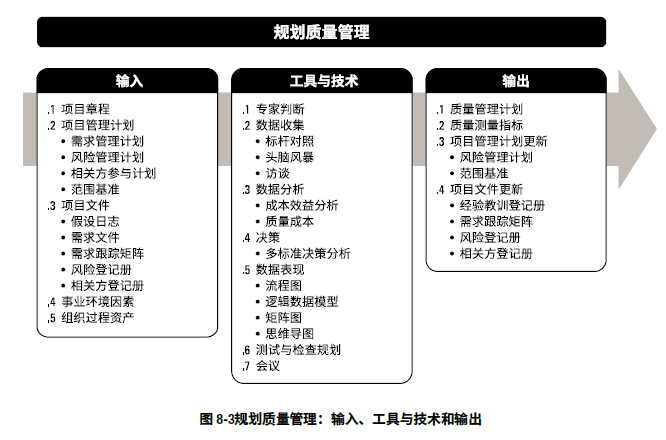 规划质量管理
输入
.1 项目章程
.2 项目管理计划
• 需求管理计划
• 风险管理计划
• 相关方参与计划
• 范围基准
.3 项目文件
• 假设日志
• 需求文件
• 需求跟踪矩阵
• 风险登记册
• 相关方登记册
.4 事业环境因素
.5 组织过程资产
工具与技术
.1 专家判断
.2 数据收集
• 标杆对照
• 头脑风暴
• 访谈
.3 数据分析
• 成本效益分析
• 质量成本
.4 决策
• 多标准决策分析
.5 数据表现
• 流程图
• 逻辑数据模型
• 矩阵图
• 思维导图
.6 测试与检查规划
.7 会议
输出
.1 质量管理计划
.2 质量测量指标
.3 项目管理计划更新
• 风险管理计划
• 范围基准
.4 项目文件更新
• 经验教训登记册
• 需求跟踪矩阵
• 风险登记册
• 相关方登记册
图 8-3规划质量管理：输入、工具与技术和输出